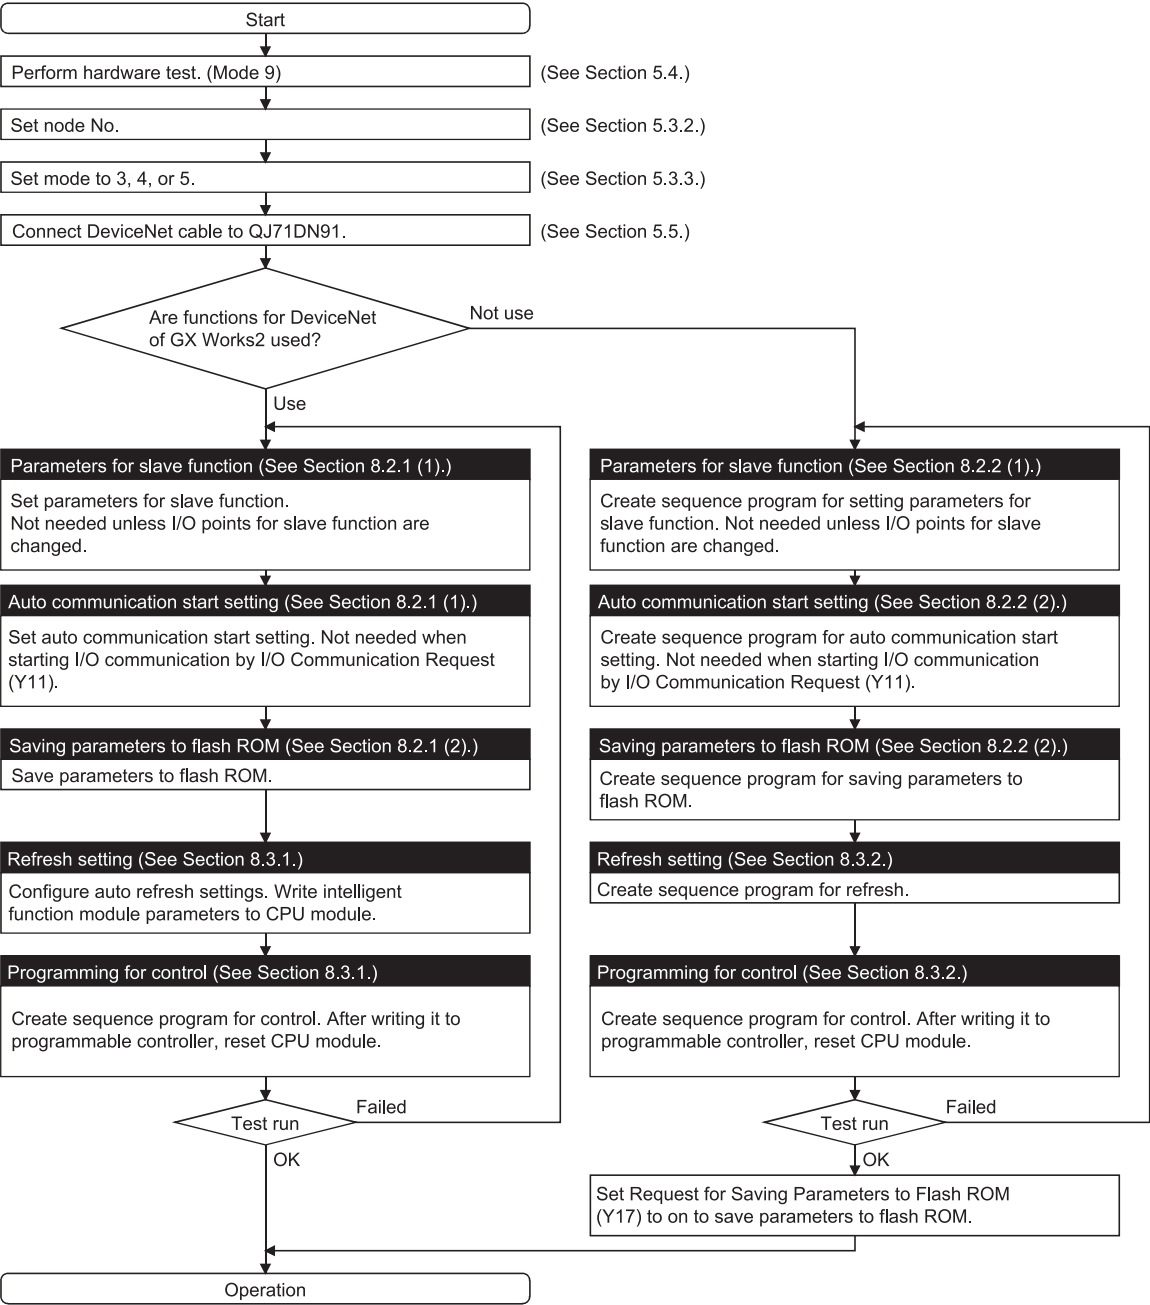 Start
Perform hardware test. (Mode 9)
(See Section 5.4.)
Set node No.
(See Section 5.3.2.)
Set mode to 3, 4, or 5.
(See Section 5.3.3.)
Connect DeviceNet cable to QJ71DN91.
(See Section 5.5.)
Are functions for DeviceNet
of GX Works2 used?
Not use
Use
Parameters for slave function (See Section 8.2.1 (1).)
Set parameters for slave function.
Not needed unless I/O points for slave function are
changed.
Auto communication start setting (See Section 8.2.1 (1).)
Set auto communication start setting. Not needed when
starting I/O communication by I/O Communication Request
(Y11).
Saving parameters to flash ROM (See Section 8.2.1 (2).)
Save parameters to flash ROM.
Refresh setting (See Section 8.3.1.)
Configure auto refresh settings. Write intelligent
function module parameters to CPU module.
Programming for control (See Section 8.3.1.)
Create sequence program for control. After writing it to
programmable controller, reset CPU module.
Test run
Failed
OK
Parameters for slave function (See Section 8.2.2 (1).)
Create sequence program for setting parameters for
slave function. Not needed unless I/O points for slave
function are changed.
Auto communication start setting (See Section 8.2.2 (2).)
Create sequence program for auto communication start
setting. Not needed when starting I/O communication
by I/O Communication Request (Y11).
Saving parameters to flash ROM (See Section 8.2.2 (2).)
Create sequence program for saving parameters to
flash ROM.
Refresh setting (See Section 8.3.2.)
Create sequence program for refresh.
Programming for control (See Section 8.3.2.)
Create sequence program for control. After writing it to
programmable controller, reset CPU module.
Test run
Failed
OK
Set Request for Saving Parameters to Flash ROM
(Y17) to on to save parameters to flash ROM.
Operation